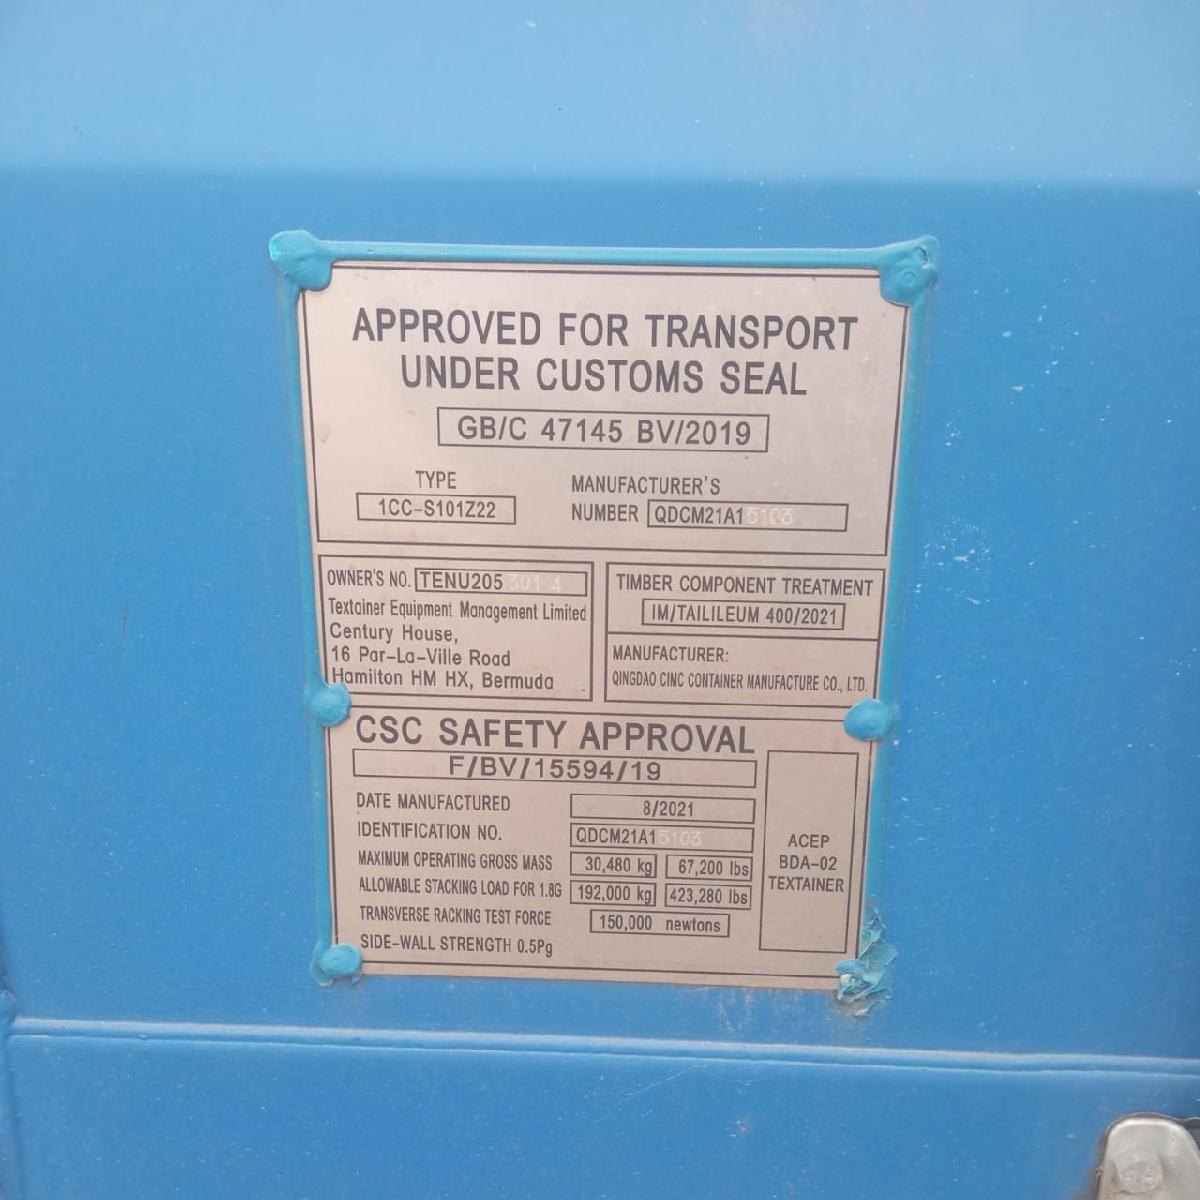 APPROVED FOR TRANSPORT
UNDER CUSTOMS SEAL
GB/C 47145 BV/2019
TYPE
1CC-S101Z22
MANUFACTURER'S
NUMBER QDCM21A15103
OWNER'S NO. TENU205301 4
Textainer Equipment Management Limited
Century House,
16 Par-La-Ville Road
Hamilton HM HX, Bermuda
TIMBER COMPONENT TREATMENT
IM/TAILILEUM 400/2021
MANUFACTURER:
QINGDAO CIMC CONTAINER MANUFACTURE CO., LTD.
CSC SAFETY APPROVAL
F/BV/15594/19
DATE MANUFACTURED 8/2021
IDENTIFICATION NO. QDCM21A15103
MAXIMUM OPERATING GROSS MASS 30,480 kg 67,200 lbs
ALLOWABLE STACKING LOAD FOR 1.8G 192,000 kg 423,280 lbs
TRANSVERSE RACKING TEST FORCE 150,000 newtons
SIDE-WALL STRENGTH 0.5Pg
ACEP
BDA-02
TEXTAINER